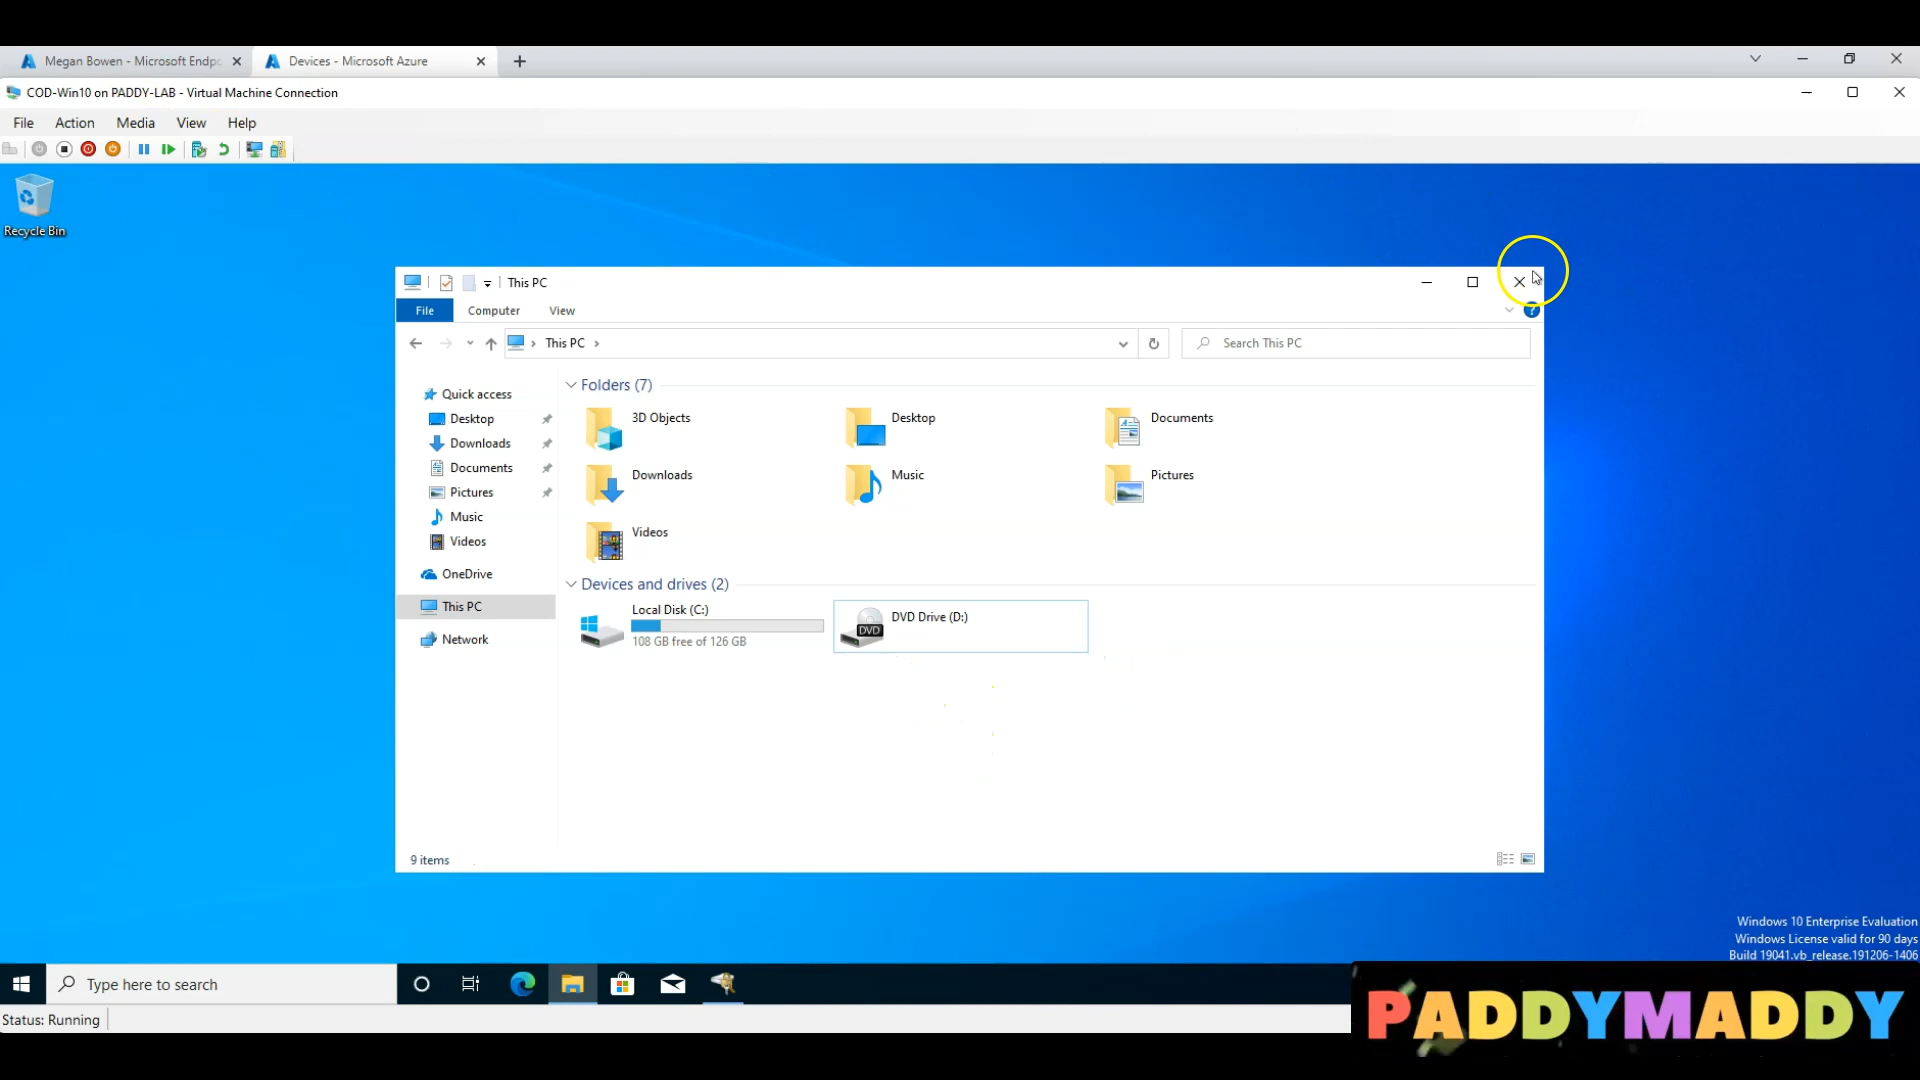 Megan Bowen - Microsoft Endpo
Devices - Microsoft Azure
COD-Win10 on PADDY-LAB - Virtual Machine Connection
File Action Media View Help
Recycle Bin
This PC
File Computer View
This PC
Search This PC
Quick access
Desktop
Downloads
Documents
Pictures
Music
Videos
OneDrive
This PC
Network
Folders (7)
3D Objects
Desktop
Documents
Downloads
Music
Pictures
Videos
Devices and drives (2)
Local Disk (C:)
108 GB free of 126 GB
DVD
DVD Drive (D:)
9 items
Windows 10 Enterprise Evaluation
Windows License valid for 90 days
Build 19041.vb_release.191206-1406
Type here to search
Status: Running
PADDYMADDY